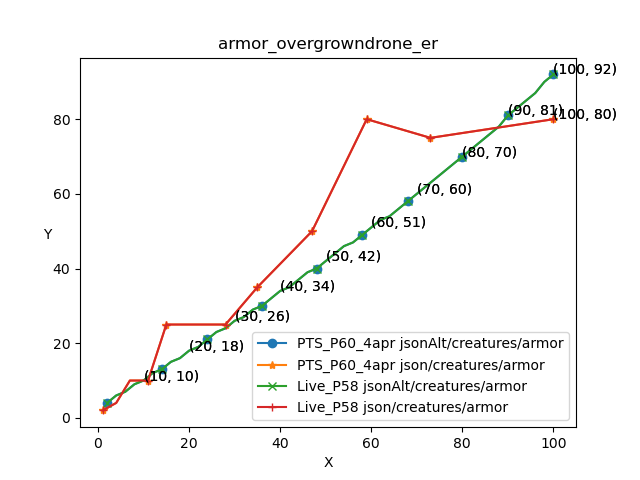 armor_overgrowndrone_er
(100, 92)
(90, 81)
(100, 80)
80
(80, 70)
(70, 60)
60
(60, 51)
Y
(50, 42)
40
(40, 34)
(30, 26)
20
(20, 18)
(10, 10)
0
PTS_P60_4apr jsonAlt/creatures/armor
PTS_P60_4apr json/creatures/armor
Live_P58 jsonAlt/creatures/armor
Live_P58 json/creatures/armor
0 20 40 60 80 100
X